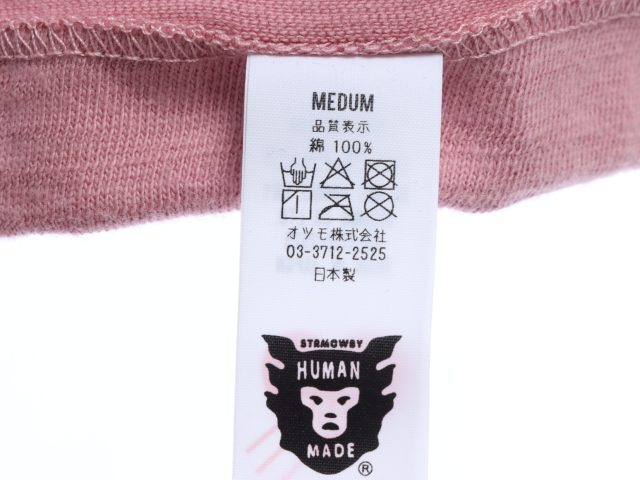 MEDUM
品質表示
綿 100%
オツモ株式会社
03-3712-2525
日本製
STRMCWBY
HUMAN
MADE
®